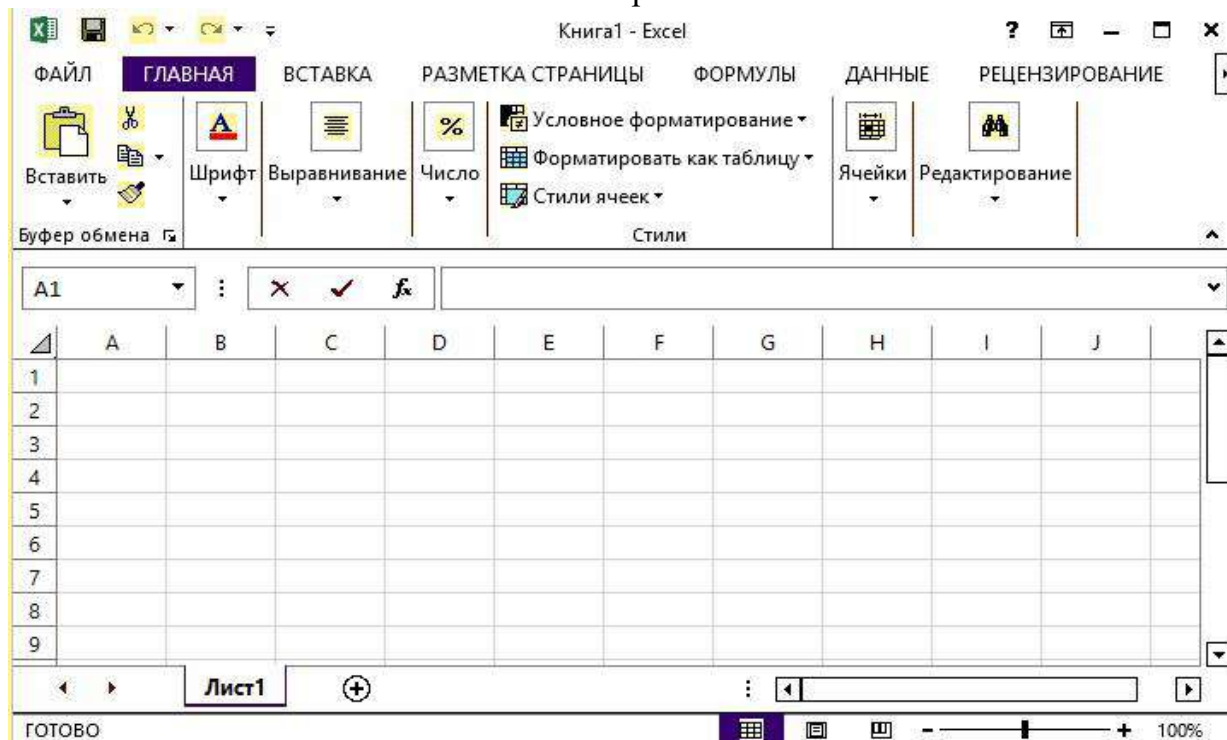 Книга1 - Excel
?
ФАЙЛ ГЛАВНАЯ ВСТАВКА РАЗМЕТКА СТРАНИЦЫ ФОРМУЛЫ ДАННЫЕ РЕЦЕНЗИРОВАНИЕ
Вставить
Шрифт
Выравнивание
Число
%
Условное форматирование
Форматировать как таблицу
Стили ячеек
Ячейки
Редактирование
Буфер обмена
Стили
A1
fx
A B C D E F G H I J
1
2
3
4
5
6
7
8
9
Лист1
ГОТОВО
- + 100%